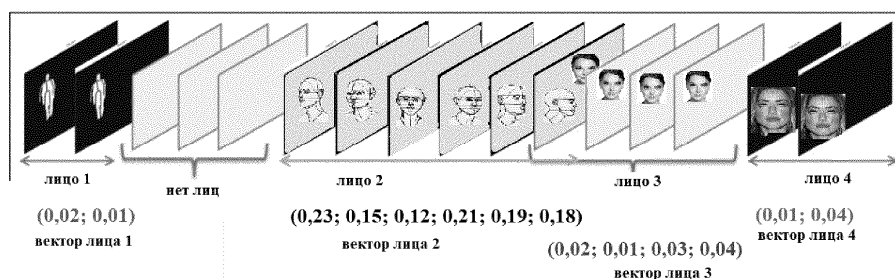 лицо 1
нет лиц
лицо 2
лицо 3
лицо 4
(0,02; 0,01)
вектор лица 1
(0,23; 0,15; 0,12; 0,21; 0,19; 0,18)
вектор лица 2
(0,02; 0,01; 0,03; 0,04)
вектор лица 3
(0,01; 0,04)
вектор лица 4